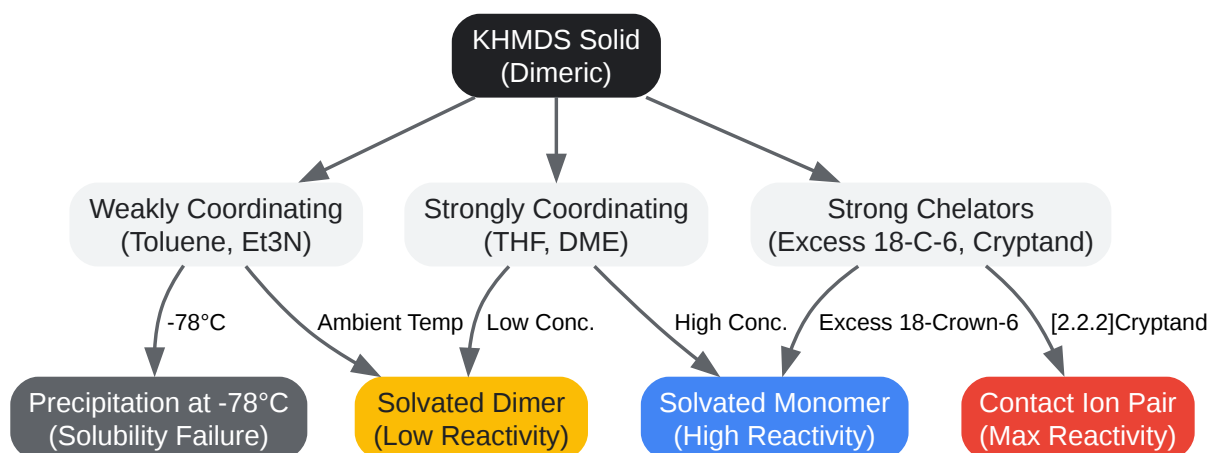 KHMDS Solid
(Dimeric)
Weakly Coordinating
(Toluene, Et3N)
Strongly Coordinating
(THF, DME)
Strong Chelators
(Excess 18-C-6, Cryptand)
-78°C
Ambient Temp
Low Conc.
High Conc.
Excess 18-Crown-6
[2.2.2]Cryptand
Precipitation at -78°C
(Solubility Failure)
Solvated Dimer
(Low Reactivity)
Solvated Monomer
(High Reactivity)
Contact Ion Pair
(Max Reactivity)